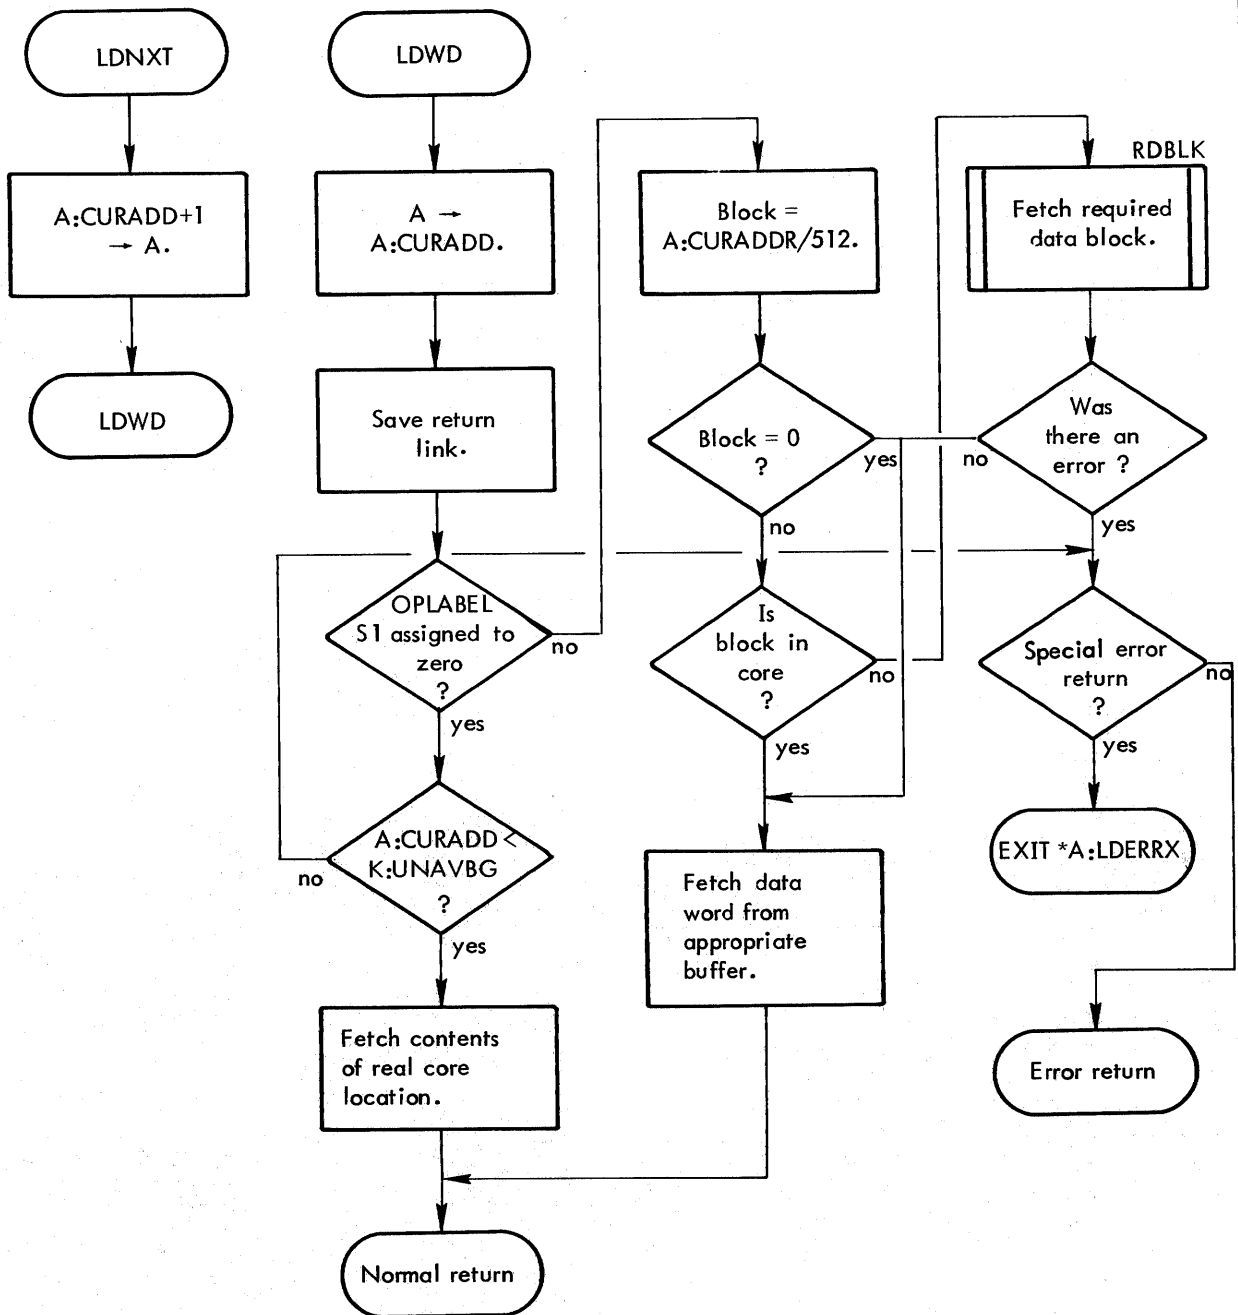 LDNXT
A:CURADD+1
→ A.
LDWD
LDWD
A →
A:CURADD.
Save return
link.
OPLABEL
S1 assigned to
zero
?
no
yes
A:CURADD <
K:UNAVBG
?
no
yes
Fetch contents
of real core
location.
Normal return
Block =
A:CURADDR/512.
Block = 0
?
yes
no
Is
block in
core
?
no
yes
Fetch data
word from
appropriate
buffer.
RDBLK
Fetch required
data block.
Was
there an
error ?
no
yes
Special error
return
?
no
yes
EXIT *A:LDERRX
Error return